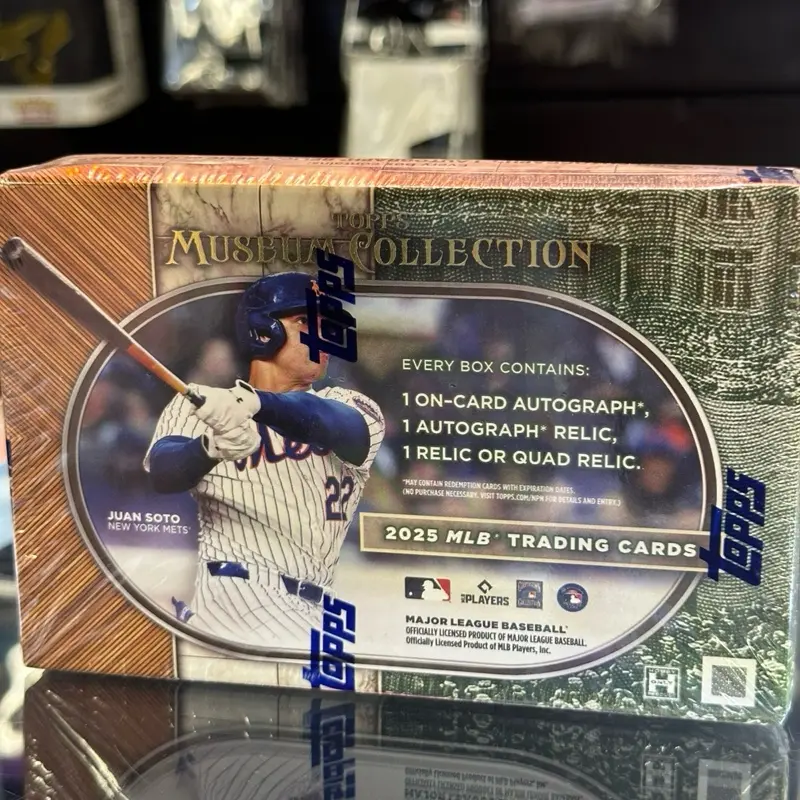 TOPPS
MUSEUM COLLECTION
topps
EVERY BOX CONTAINS:
1 ON-CARD AUTOGRAPH*,
1 AUTOGRAPH* RELIC,
1 RELIC OR QUAD RELIC.
*MAY CONTAIN REDEMPTION CARDS WITH EXPIRATION DATES.
(NO PURCHASE NECESSARY. VISIT TOPPS.COM/NPN FOR DETAILS AND ENTRY.)
Mets
22
JUAN SOTO
NEW YORK METS
2025 MLB TRADING CARDS
topps
PLAYERS
MAJOR LEAGUE BASEBALL
OFFICIALLY LICENSED PRODUCT OF MAJOR LEAGUE BASEBALL.
Officially Licensed Product of MLB Players, Inc.
topps
H